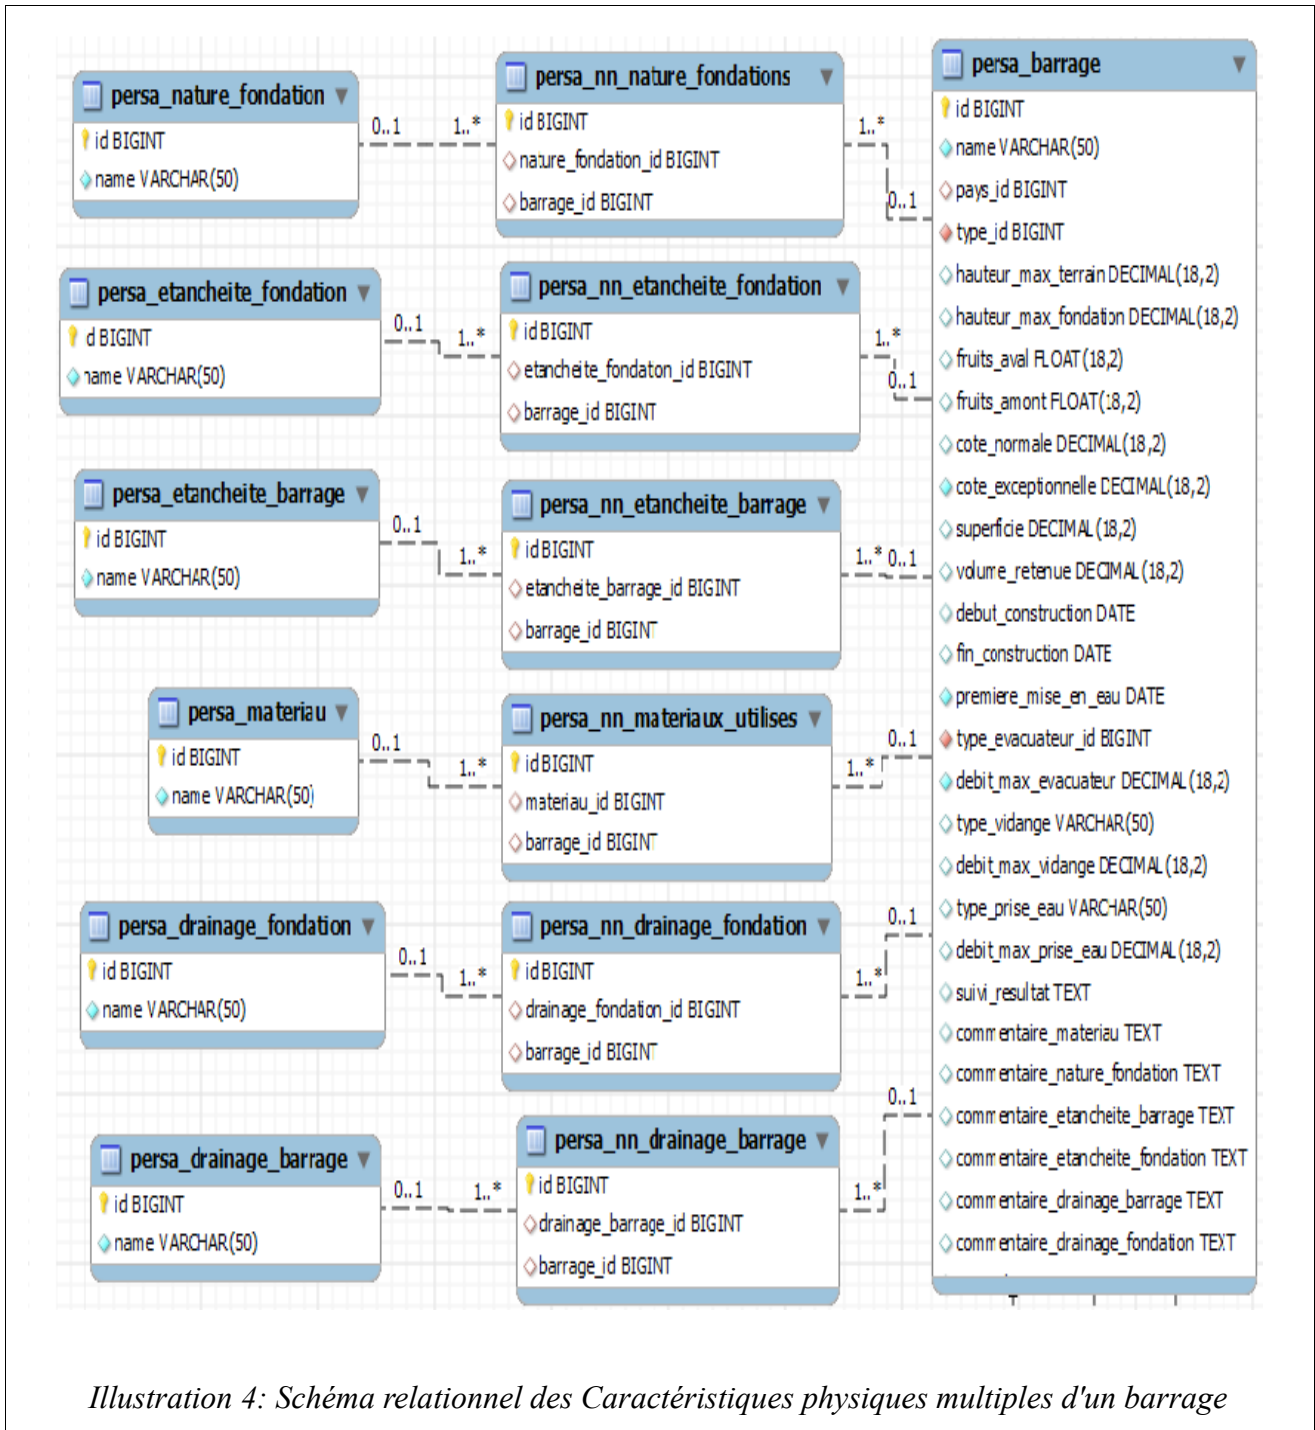 persa_nature_fondation
id BIGINT
name VARCHAR(50)
0..1
1..*
persa_nn_nature_fondations
id BIGINT
nature_fondation_id BIGINT
barrage_id BIGINT
1..*
0..1
persa_etancheite_fondation
d BIGINT
name VARCHAR(50)
0..1
1..*
persa_nn_etancheite_fondation
id BIGINT
etancheite_fondaton_id BIGINT
barrage_id BIGINT
1..*
0..1
persa_etancheite_barrage
id BIGINT
name VARCHAR(50)
0..1
1..*
persa_nn_etancheite_barrage
id BIGINT
etancheite_barrage_id BIGINT
barrage_id BIGINT
1..*
0..1
persa_materiau
id BIGINT
name VARCHAR(50)
0..1
1..*
persa_nn_materiaux_utilises
id BIGINT
materiau_id BIGINT
barrage_id BIGINT
1..*
0..1
persa_drainage_fondation
id BIGINT
name VARCHAR(50)
0..1
1..*
persa_nn_drainage_fondation
id BIGINT
drainage_fondation_id BIGINT
barrage_id BIGINT
1..*
0..1
persa_drainage_barrage
id BIGINT
name VARCHAR(50)
0..1
1..*
persa_nn_drainage_barrage
id BIGINT
drainage_barrage_id BIGINT
barrage_id BIGINT
1..*
0..1
persa_barrage
id BIGINT
name VARCHAR(50)
pays_id BIGINT
type_id BIGINT
hauteur_max_terrain DECIMAL(18,2)
hauteur_max_fondation DECIMAL(18,2)
fruits_aval FLOAT(18,2)
fruits_amont FLOAT(18,2)
cote_normale DECIMAL(18,2)
cote_exceptionnelle DECIMAL(18,2)
superficie DECIMAL(18,2)
volume_retenue DECIMAL(18,2)
debut_construction DATE
fin_construction DATE
premiere_mise_en_eau DATE
type_evacuateur_id BIGINT
debit_max_evacuateur DECIMAL(18,2)
type_vidange VARCHAR(50)
debit_max_vidange DECIMAL(18,2)
type_prise_eau VARCHAR(50)
debit_max_prise_eau DECIMAL(18,2)
suivi_resultat TEXT
commentaire_materiau TEXT
commentaire_nature_fondation TEXT
commentaire_etancheite_barrage TEXT
commentaire_etancheite_fondation TEXT
commentaire_drainage_barrage TEXT
commentaire_drainage_fondation TEXT
Illustration 4: Schéma relationnel des Caractéristiques physiques multiples d'un barrage